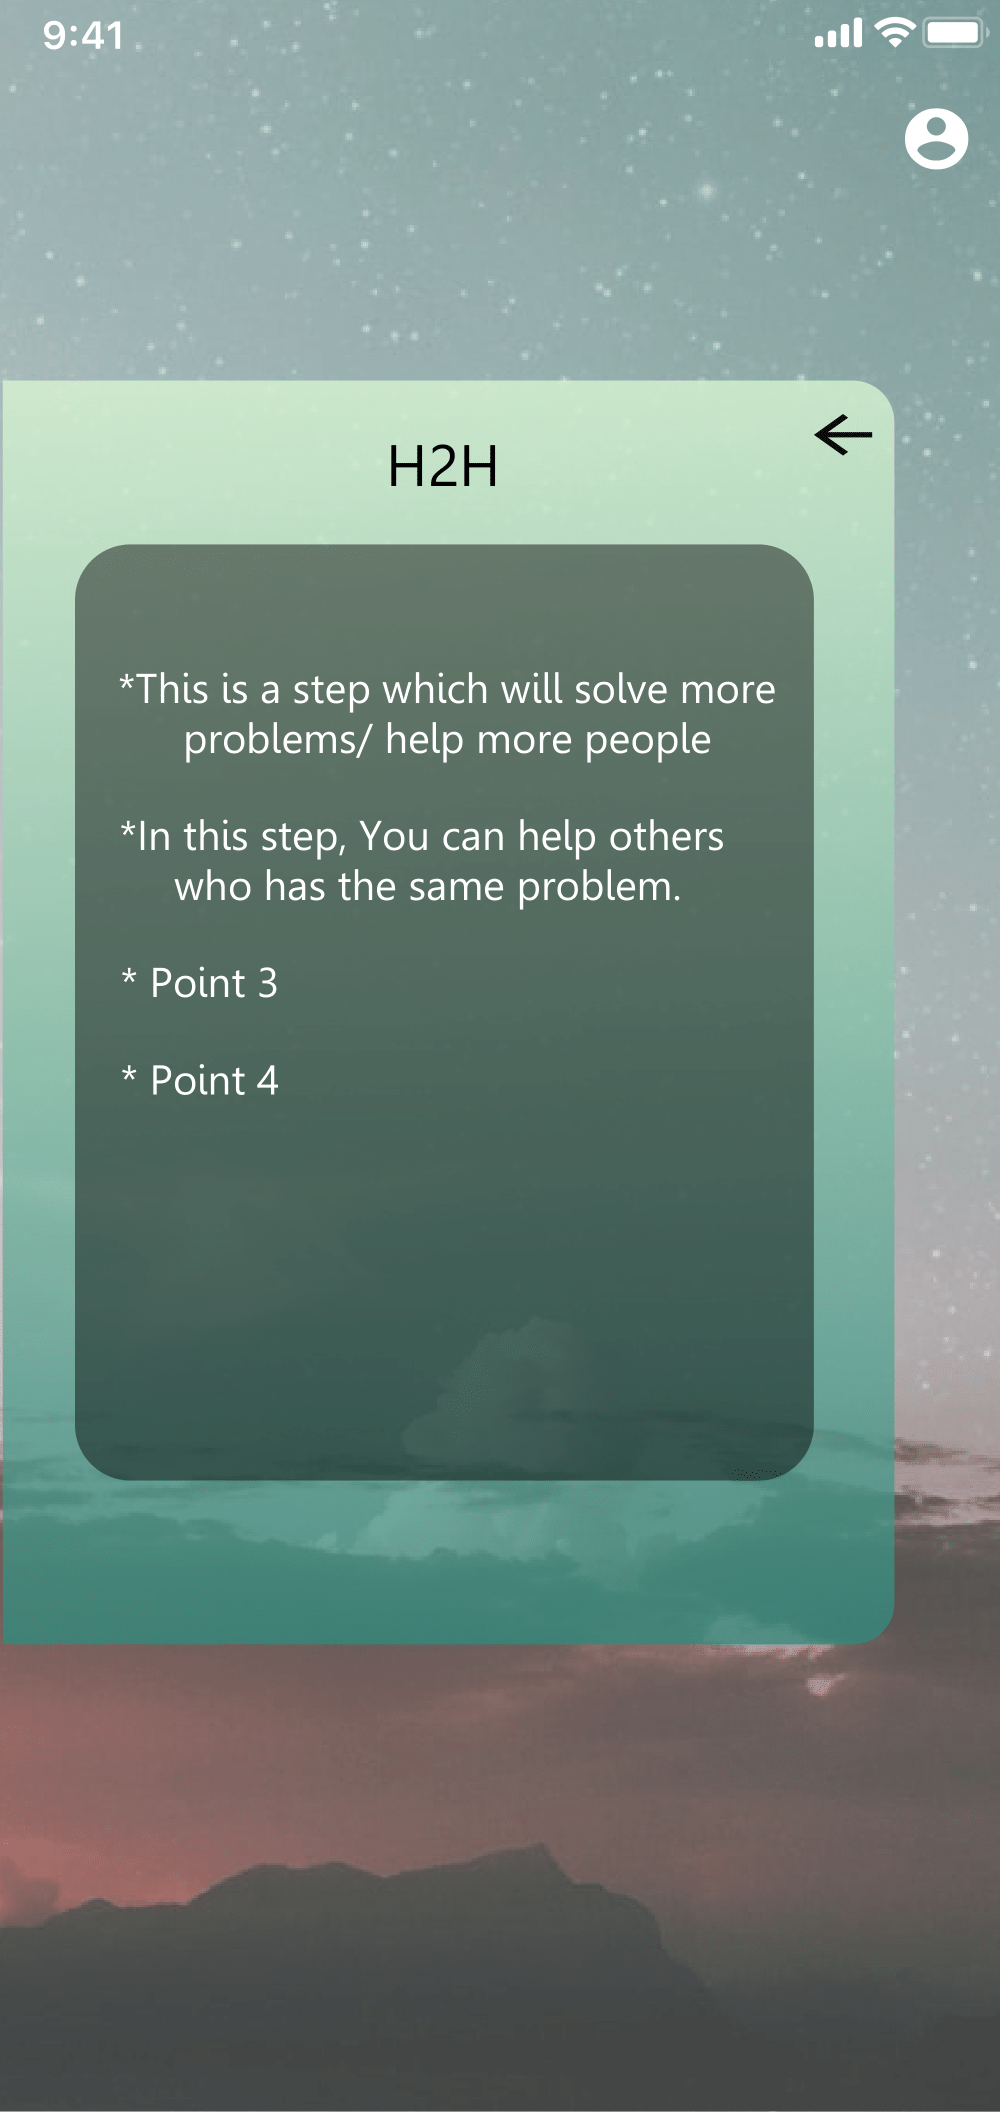 9:41
H2H
*This is a step which will solve more
problems/ help more people
*In this step, You can help others
who has the same problem.
* Point 3
* Point 4